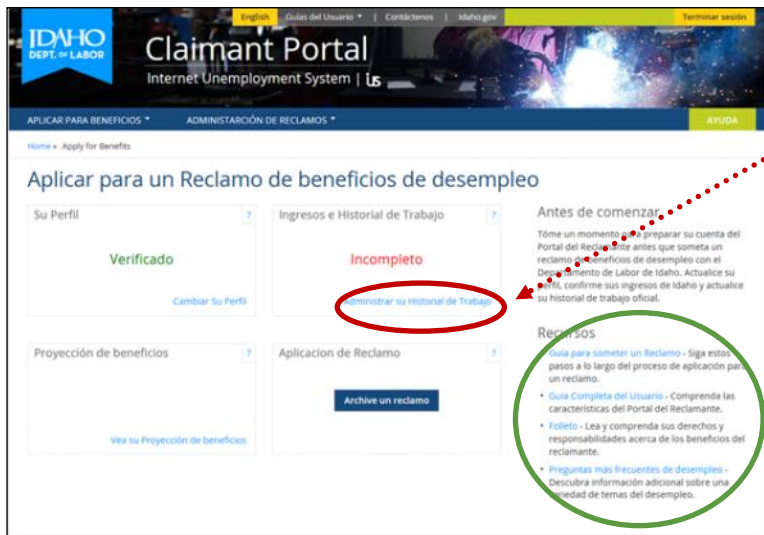 English Guías del Usuario | Contáctenos | Idaho.gov Terminar sesión
IDAHO
DEPT. OF LABOR
Claimant Portal
Internet Unemployment System | ius
APLICAR PARA BENEFICIOS ADMINISTARCIÓN DE RECLAMOS AYUDA
Home » Apply for Benefits
Aplicar para un Reclamo de beneficios de desempleo
Su Perfil ?
Verificado
Cambiar Su Perfil
Ingresos e Historial de Trabajo ?
Incompleto
Administrar su Historial de Trabajo
Proyección de beneficios ?
Vea su Proyección de beneficios
Aplicacion de Reclamo ?
Archive un reclamo
Antes de comenzar
Tóme un momento para preparar su cuenta del
Portal del Reclamante antes que someta un
reclamo de beneficios de desempleo con el
Departamento de Labor de Idaho. Actualice su
perfil, confirme sus ingresos de Idaho y actualice
su historial de trabajo oficial.
Recursos
Guía para someter un Reclamo - Siga estos
pasos a lo largo del proceso de aplicación para
un reclamo.
• Guía Completa del Usuario - Comprenda las
características del Portal del Reclamante.
• Folleto - Lea y comprenda sus derechos y
responsabilidades acerca de los beneficios del
reclamante.
• Preguntas más frecuentes de desempleo -
Descubra información adicional sobre una
variedad de temas del desempleo.